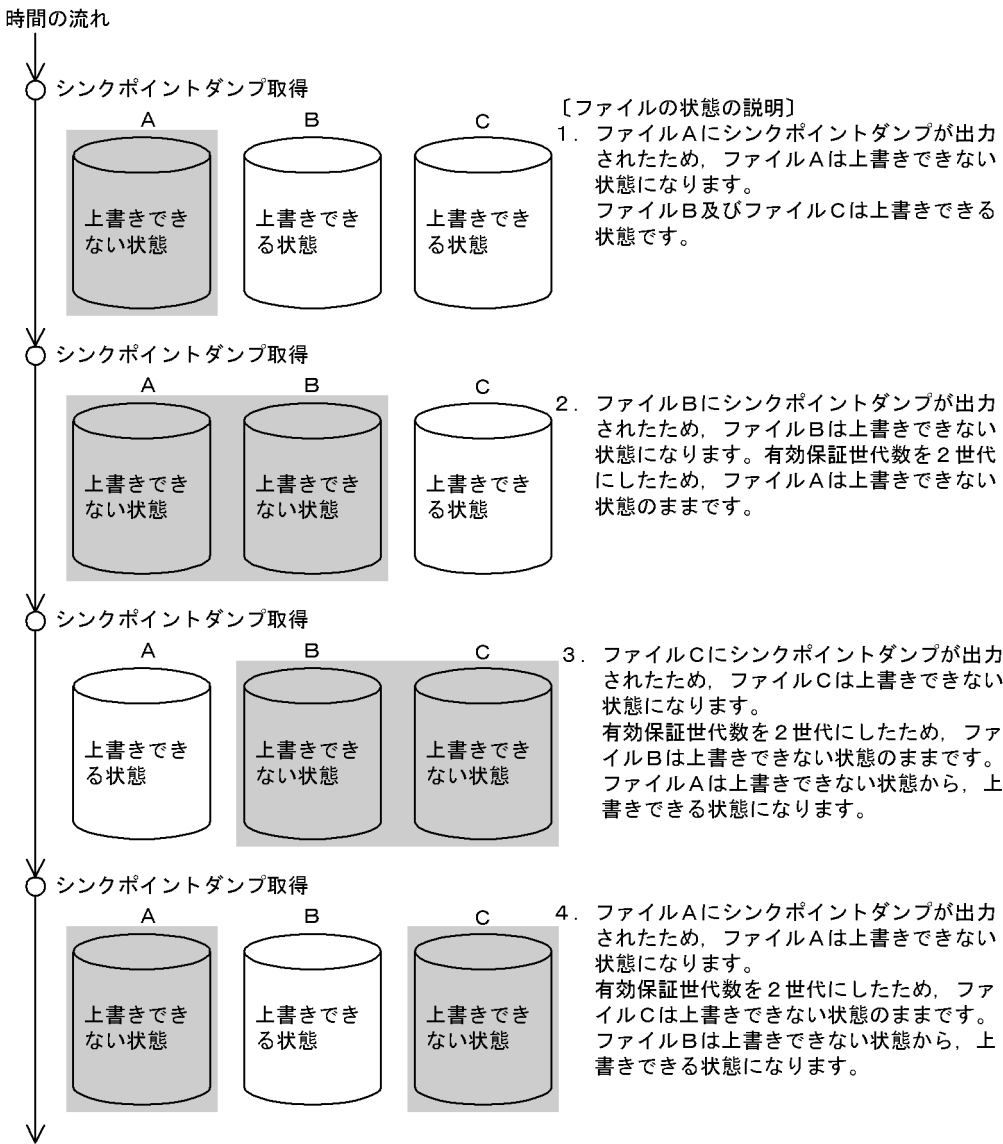 時間の流れ
シンクポイントダンプ取得
A
B
C
上書きでき
ない状態
上書きでき
る状態
上書きでき
る状態
〔ファイルの状態の説明〕
1. ファイルAにシンクポイントダンプが出力
されたため，ファイルAは上書きできない
状態になります。
ファイルB及びファイルCは上書きできる
状態です。
シンクポイントダンプ取得
A
B
C
上書きでき
ない状態
上書きでき
ない状態
上書きでき
る状態
2. ファイルBにシンクポイントダンプが出力
されたため，ファイルBは上書きできない
状態になります。有効保証世代数を2世代
にしたため，ファイルAは上書きできない
状態のままです。
シンクポイントダンプ取得
A
B
C
上書きでき
る状態
上書きでき
ない状態
上書きでき
ない状態
3. ファイルCにシンクポイントダンプが出力
されたため，ファイルCは上書きできない
状態になります。
有効保証世代数を2世代にしたため，ファ
イルBは上書きできない状態のままです。
ファイルAは上書きできない状態から，上
書きできる状態になります。
シンクポイントダンプ取得
A
B
C
上書きでき
ない状態
上書きでき
る状態
上書きでき
ない状態
4. ファイルAにシンクポイントダンプが出力
されたため，ファイルAは上書きできない
状態になります。
有効保証世代数を2世代にしたため，ファ
イルCは上書きできない状態のままです。
ファイルBは上書きできない状態から，上
書きできる状態になります。